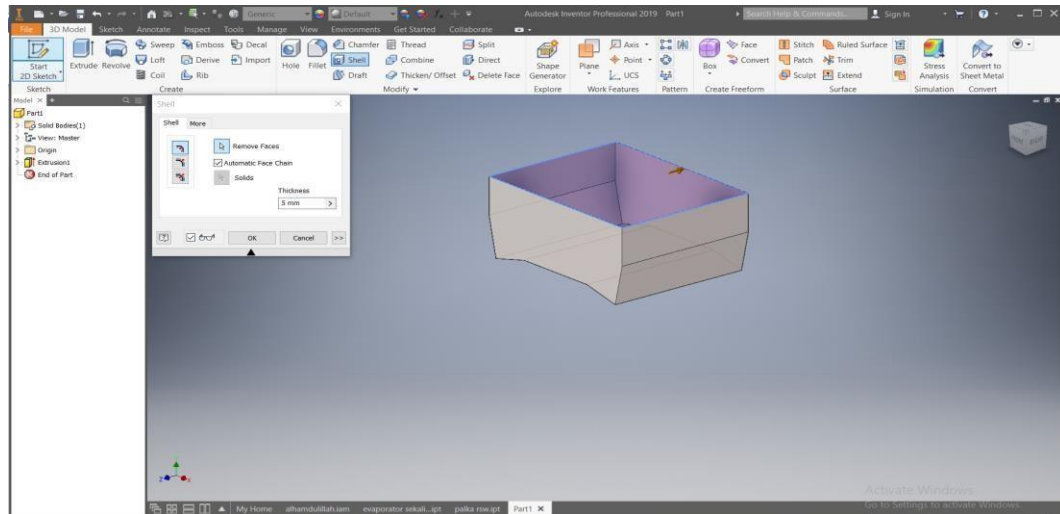 Generic Default Autodesk Inventor Professional 2019 Part1 Search Help & Commands... Sign In
File 3D Model Sketch Annotate Inspect Tools Manage View Environments Get Started Collaborate
Sweep Emboss Decal Chamfer Thread Split Axis Face Stitch Ruled Surface
Start 2D Sketch Extrude Revolve Loft Derive Import Hole Fillet Shell Combine Direct Shape Generator Plane Point Box Convert Patch Trim Stress Analysis Convert to Sheet Metal
Coil Rib Draft Thicken/ Offset Delete Face UCS Sculpt Extend
Sketch Create Modify Explore Work Features Pattern Create Freeform Surface Simulation Convert
Model
Part1
Solid Bodies(1)
View: Master
Origin
Extrusion1
End of Part
Shell
Shell More
Remove Faces
Automatic Face Chain
Solids
Thickness
5 mm >
OK Cancel >>
Activate Windows
Go to Settings to activate Windows.
My Home alhamdulillah.iam evaporator sekali...ipt palka rsw.ipt Part1